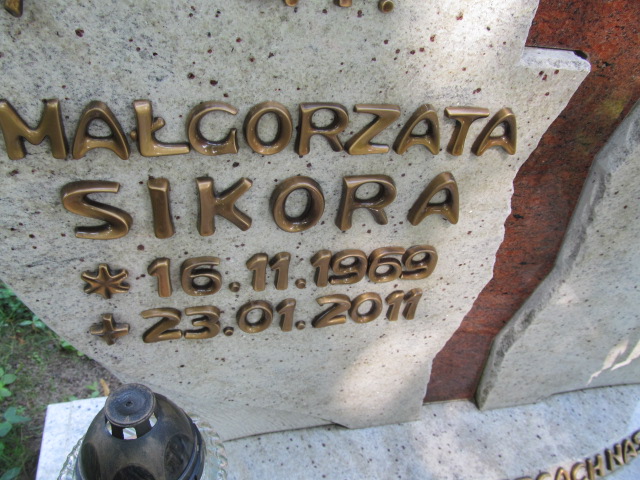 MAŁGORZATA
SIKORA
* 16.11.1969
+ 23.01.2011